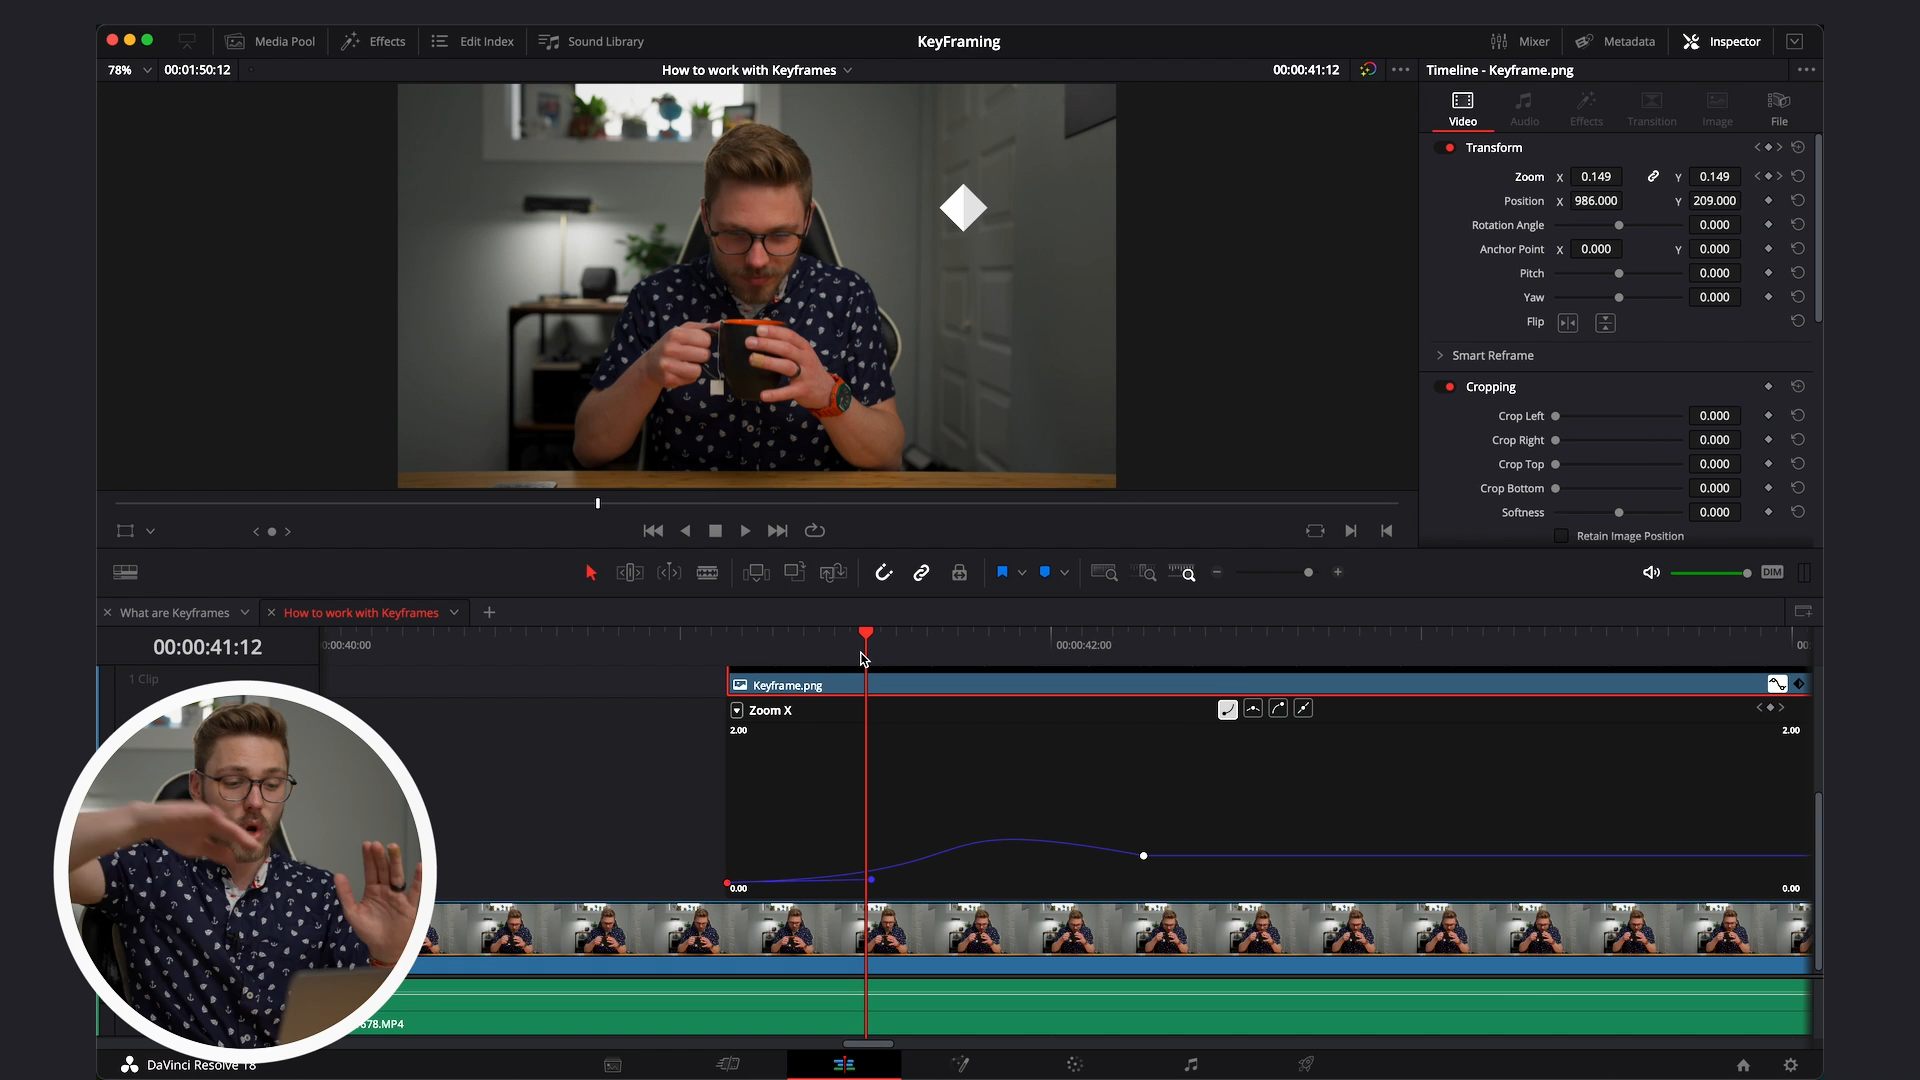 Media Pool
Effects
Edit Index
Sound Library
KeyFraming
Mixer
Metadata
Inspector
78%
00:01:50:12
How to work with Keyframes
00:00:41:12
Timeline - Keyframe.png
Video
Audio
Effects
Transition
Image
File
Transform
Zoom X 0.149 Y 0.149
Position X 986.000 Y 209.000
Rotation Angle 0.000
Anchor Point X 0.000 Y 0.000
Pitch 0.000
Yaw 0.000
Flip
Smart Reframe
Cropping
Crop Left 0.000
Crop Right 0.000
Crop Top 0.000
Crop Bottom 0.000
Softness 0.000
Retain Image Position
DIM
What are Keyframes
How to work with Keyframes
00:00:41:12
0:00:40:00
00:00:42:00
00:
1 Clip
Keyframe.png
Zoom X
2.00 2.00
0.00 0.00
678.MP4
DaVinci Resolve 18